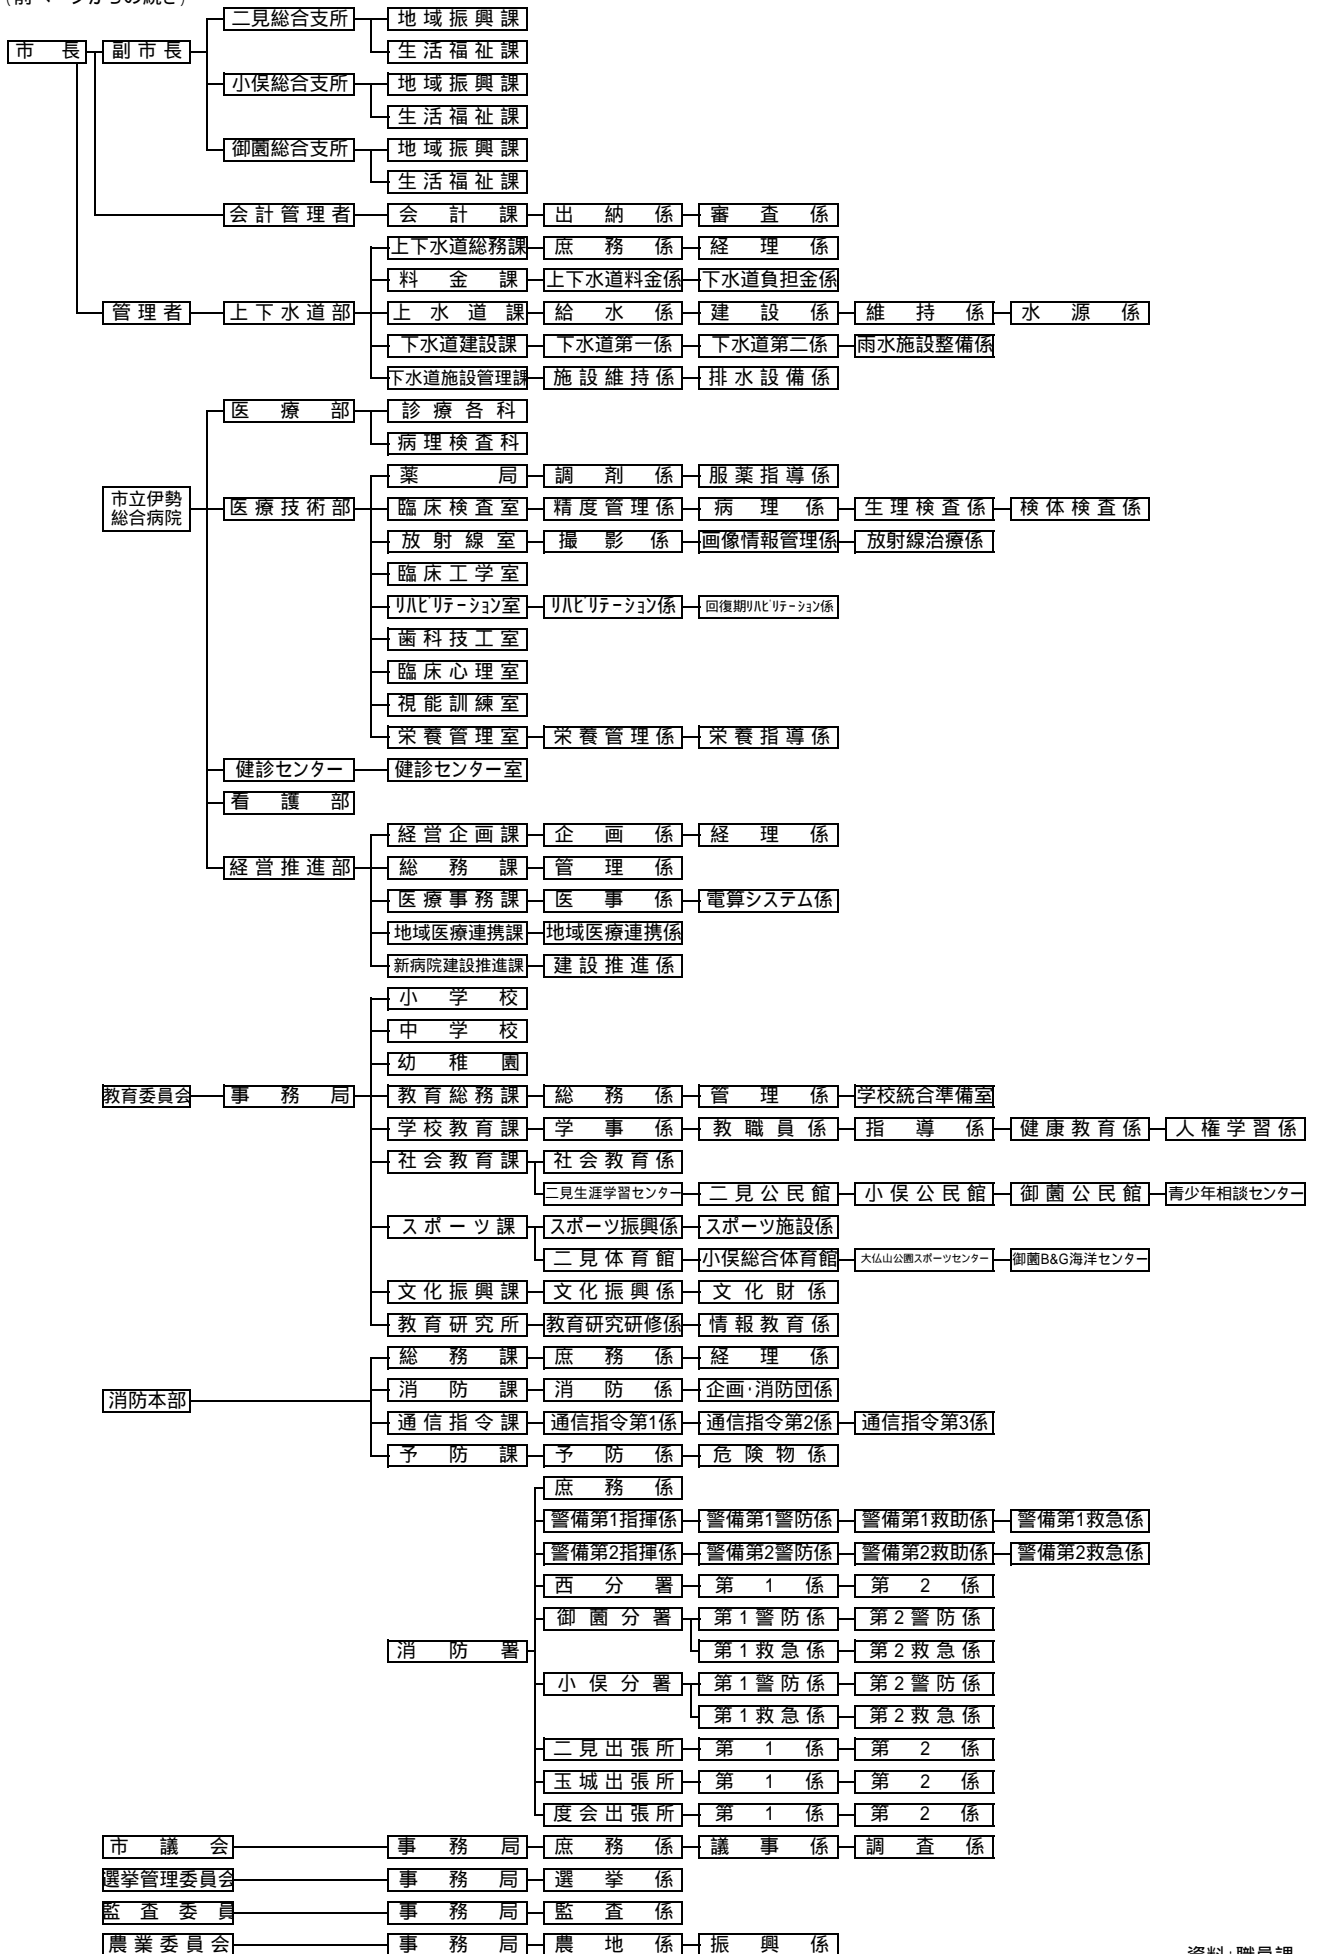 (前ページからの続き)
二見総合支所 地域振興課
市長 副市長 生活福祉課
小俣総合支所 地域振興課
生活福祉課
御薗総合支所 地域振興課
生活福祉課
会計管理者 会計課 出納係 審査係
上下水道総務課 庶務係 経理係
料金課 上下水道料金係 下水道負担金係
管理者 上下水道部 上水道課 給水係 建設係 維持係 水源係
下水道建設課 下水道第一係 下水道第二係 雨水施設整備係
下水道施設管理課 施設維持係 排水設備係
医療部 診療各科
病理検査科
薬局 調剤係 服薬指導係
市立伊勢総合病院 医療技術部 臨床検査室 精度管理係 病理係 生理検査係 検体検査係
放射線室 撮影係 画像情報管理係 放射線治療係
臨床工学室
リハビリテーション室 リハビリテーション係 回復期リハビリテーション係
歯科技工室
臨床心理室
視能訓練室
栄養管理室 栄養管理係 栄養指導係
健診センター 健診センター室
看護部
経営企画課 企画係 経理係
経営推進部 総務課 管理係
医療事務課 医事係 電算システム係
地域医療連携課 地域医療連携係
新病院建設推進課 建設推進係
小学校
中学校
幼稚園
教育委員会 事務局 教育総務課 総務係 管理係 学校統合準備室
学校教育課 学事係 教職員係 指導係 健康教育係 人権学習係
社会教育課 社会教育係
二見生涯学習センター 二見公民館 小俣公民館 御薗公民館 青少年相談センター
スポーツ課 スポーツ振興係 スポーツ施設係
二見体育館 小俣総合体育館 大仏山公園スポーツセンター 御薗B&G海洋センター
文化振興課 文化振興係 文化財係
教育研究所 教育研究研修係 情報教育係
総務課 庶務係 経理係
消防本部 消防課 消防係 企画・消防団係
通信指令課 通信指令第1係 通信指令第2係 通信指令第3係
予防課 予防係 危険物係
庶務係
警備第1指揮係 警備第1警防係 警備第1救助係 警備第1救急係
警備第2指揮係 警備第2警防係 警備第2救助係 警備第2救急係
西分署 第1係 第2係
御薗分署 第1警防係 第2警防係
消防署 第1救急係 第2救急係
小俣分署 第1警防係 第2警防係
第1救急係 第2救急係
二見出張所 第1係 第2係
玉城出張所 第1係 第2係
度会出張所 第1係 第2係
市議会 事務局 庶務係 議事係 調査係
選挙管理委員会 事務局 選挙係
監査委員 事務局 監査係
農業委員会 事務局 農地係 振興係
資料:職員課